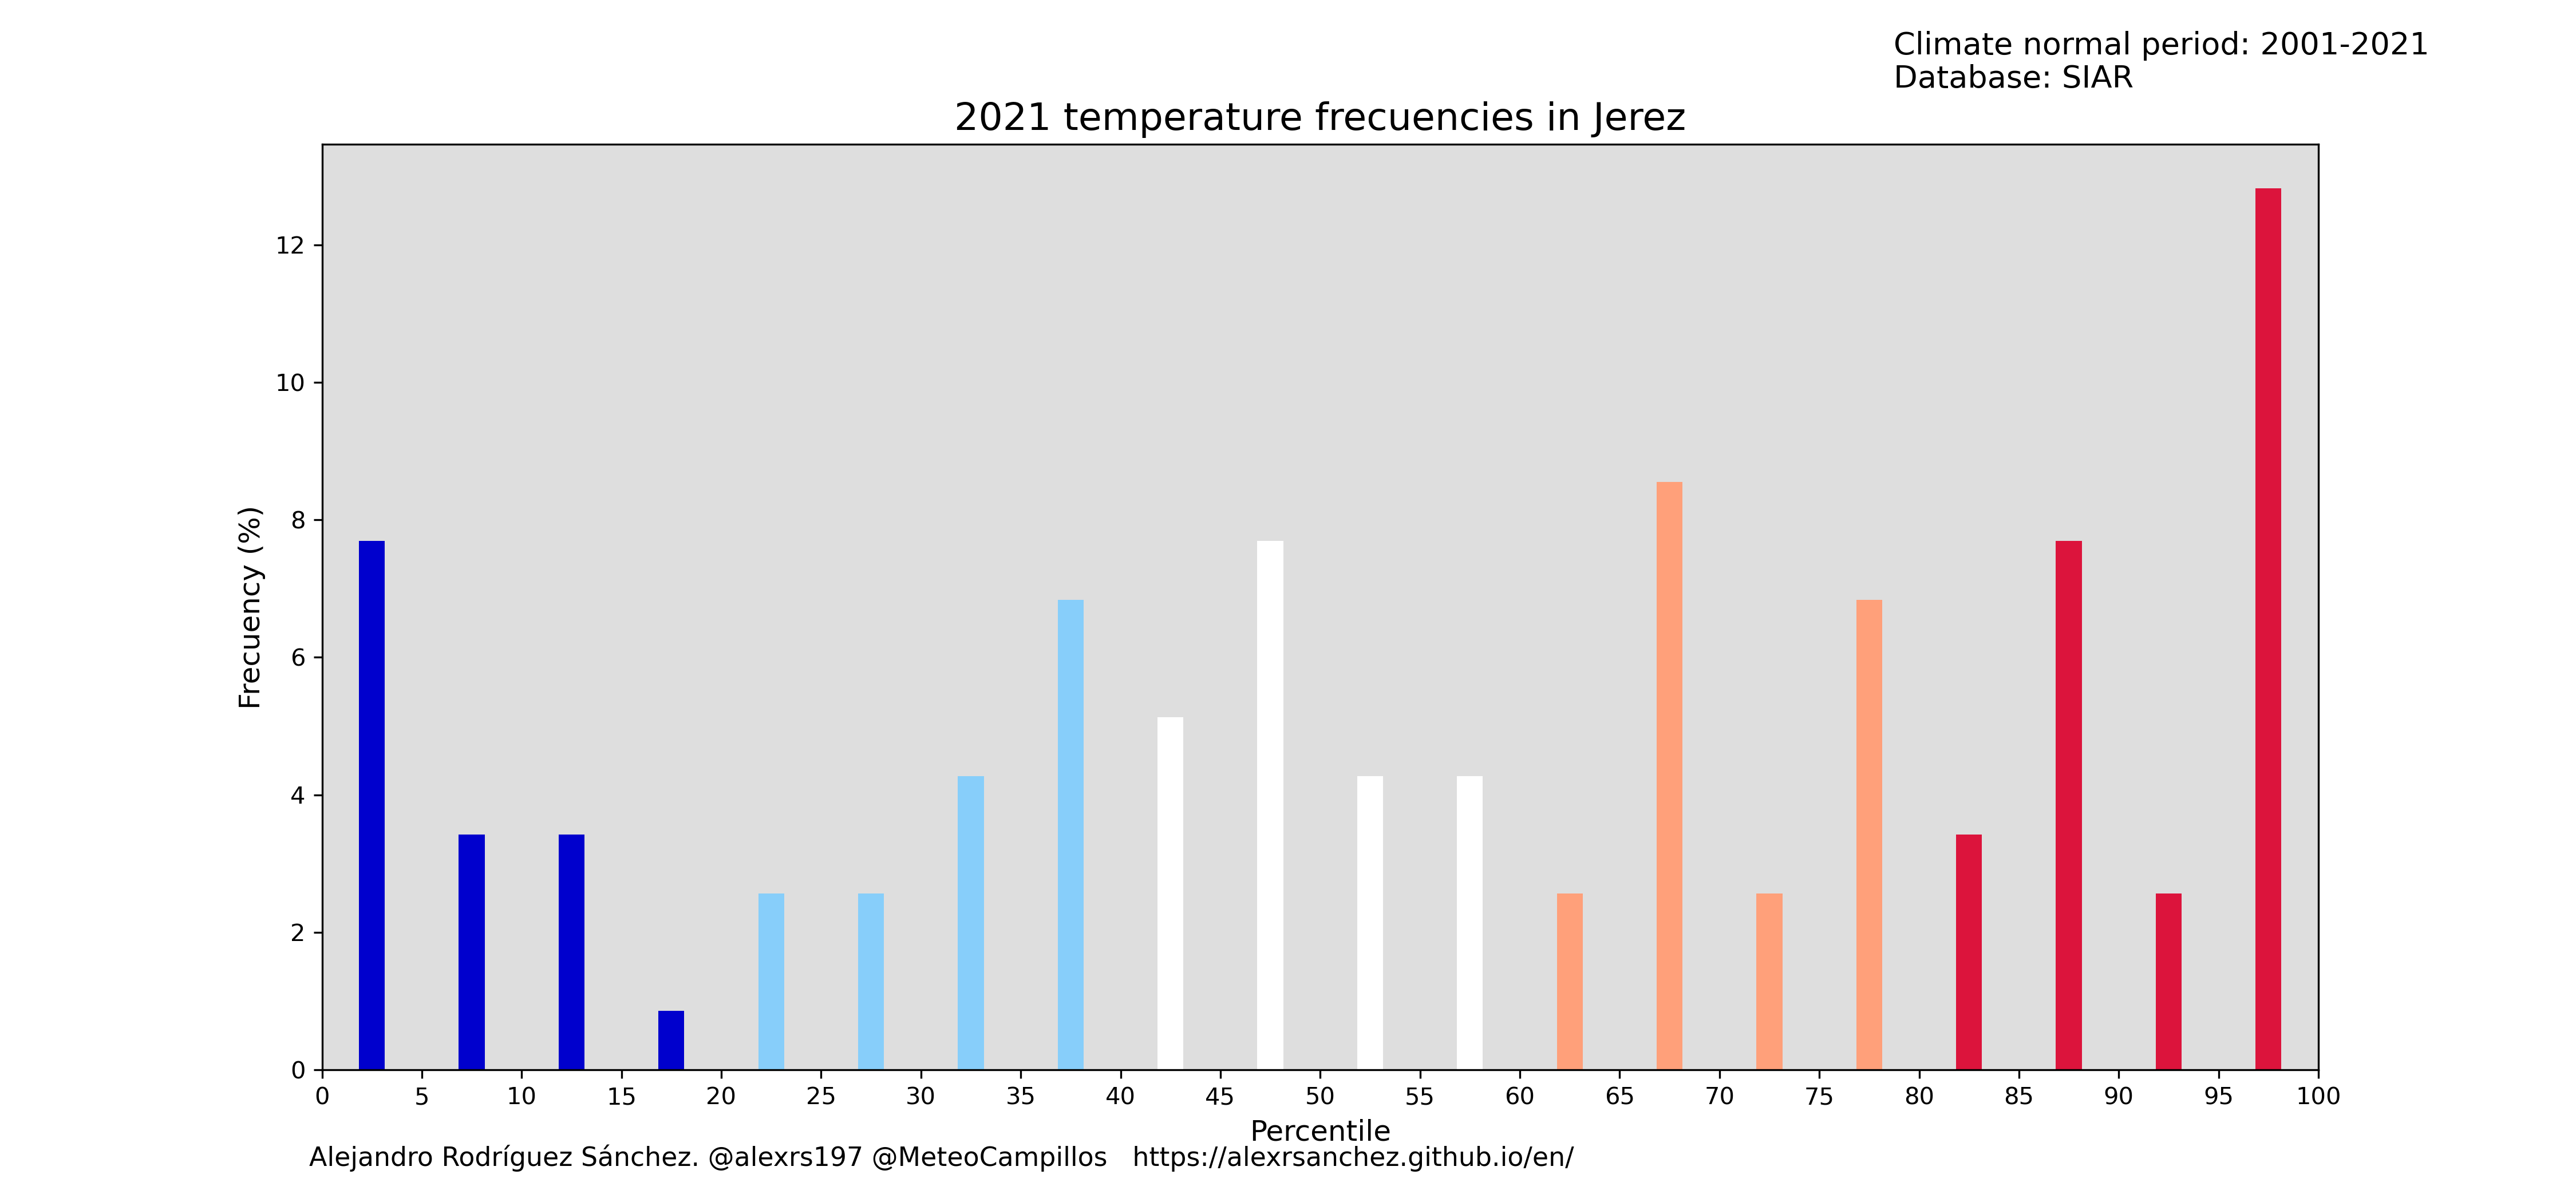 Climate normal period: 2001-2021
Database: SIAR
2021 temperature frecuencies in Jerez
Frecuency (%)
12
10
8
6
4
2
0
0 5 10 15 20 25 30 35 40 45 50 55 60 65 70 75 80 85 90 95 100
Percentile
Alejandro Rodríguez Sánchez. @alexrs197 @MeteoCampillos https://alexrsanchez.github.io/en/